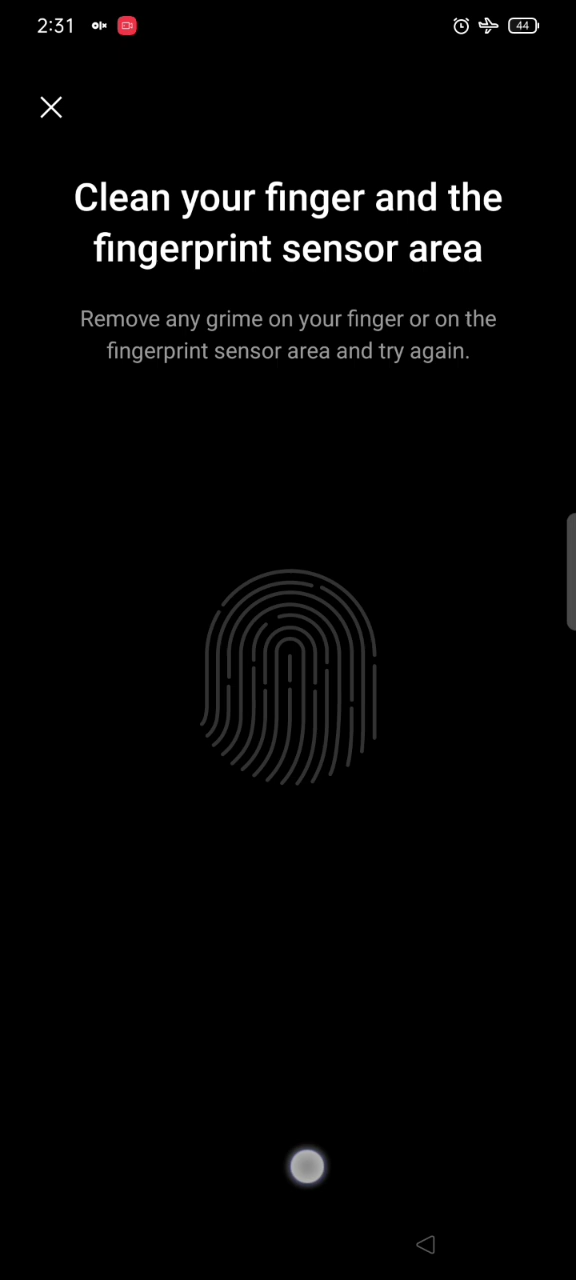 2:31 OLX 44
Clean your finger and the
fingerprint sensor area
Remove any grime on your finger or on the
fingerprint sensor area and try again.